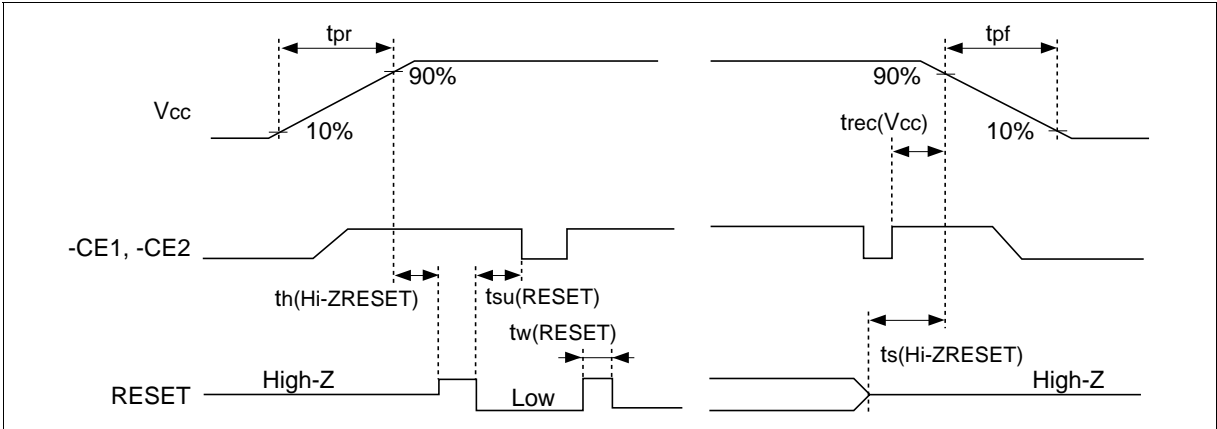 tpr
tpf
90%
90%
Vcc
trec(Vcc)
10%
10%
-CE1, -CE2
th(Hi-ZRESET)
tsu(RESET)
tw(RESET)
ts(Hi-ZRESET)
High-Z
High-Z
RESET
Low